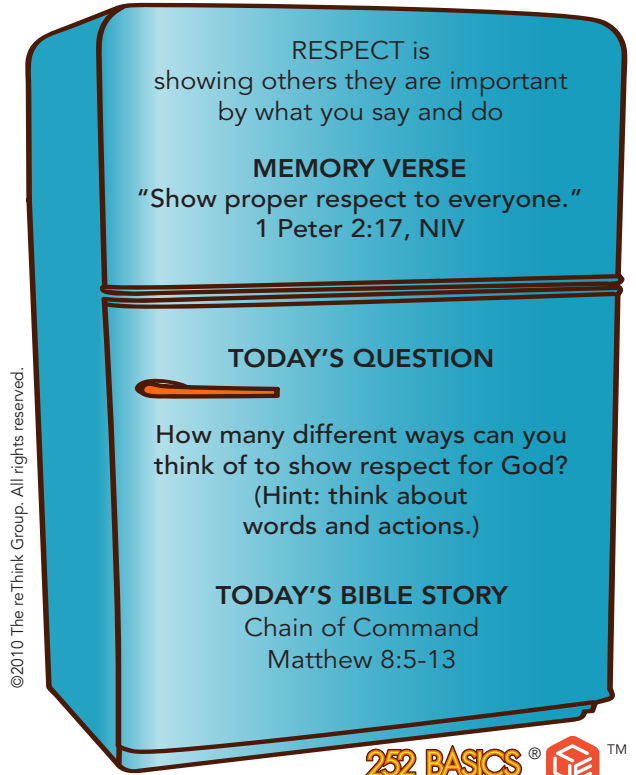 RESPECT is
showing others they are important
by what you say and do
MEMORY VERSE
“Show proper respect to everyone.”
1 Peter 2:17, NIV
TODAY’S QUESTION
How many different ways can you
think of to show respect for God?
(Hint: think about
words and actions.)
TODAY’S BIBLE STORY
Chain of Command
Matthew 8:5-13
©2010 The reThink Group. All rights reserved.
252 BASICS ® TM